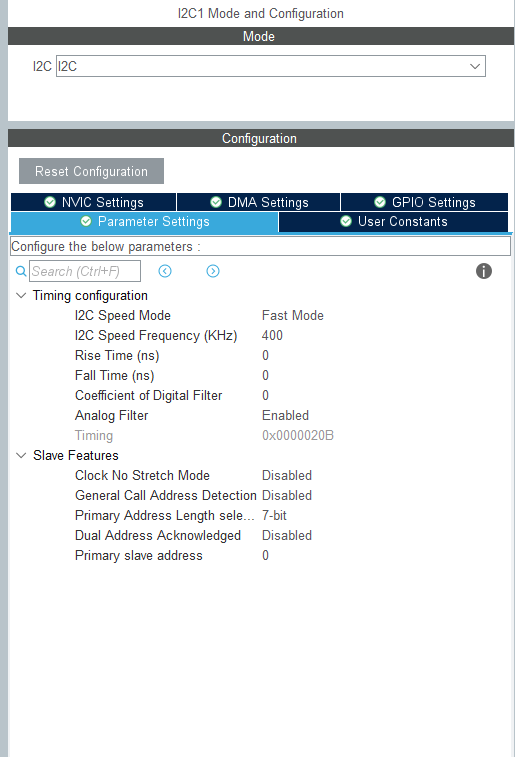 I2C1 Mode and Configuration
Mode
I2C I2C
Configuration
Reset Configuration
NVIC Settings DMA Settings GPIO Settings
Parameter Settings User Constants
Configure the below parameters :
Search (Ctrl+F)
Timing configuration
I2C Speed Mode Fast Mode
I2C Speed Frequency (KHz) 400
Rise Time (ns) 0
Fall Time (ns) 0
Coefficient of Digital Filter 0
Analog Filter Enabled
Timing 0x0000020B
Slave Features
Clock No Stretch Mode Disabled
General Call Address Detection Disabled
Primary Address Length sele... 7-bit
Dual Address Acknowledged Disabled
Primary slave address 0